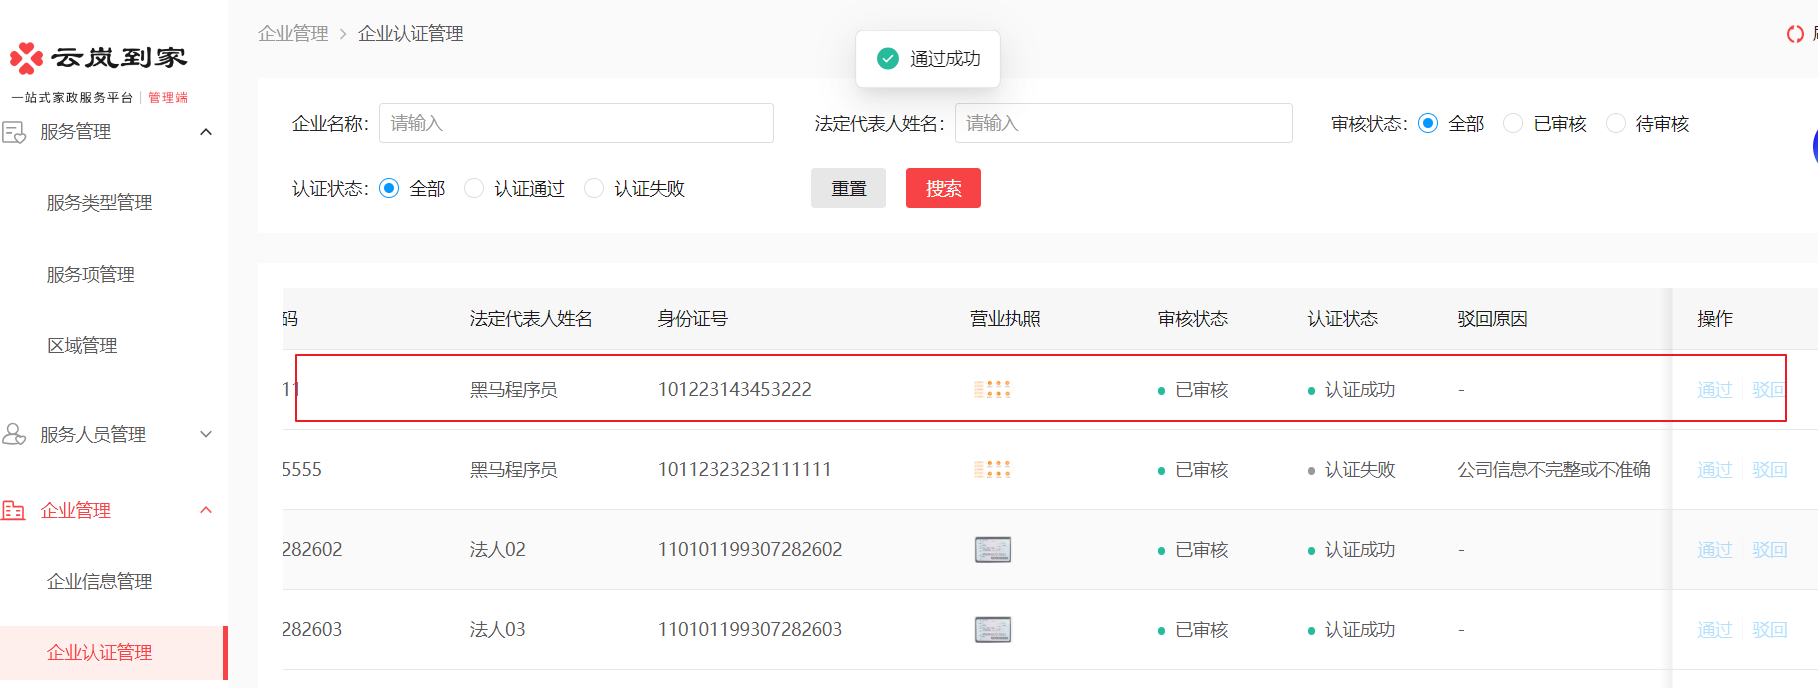 云岚到家
一站式家政服务平台 | 管理端
服务管理
服务类型管理
服务项管理
区域管理
服务人员管理
企业管理
企业信息管理
企业认证管理
企业管理 > 企业认证管理
通过成功
企业名称: 请输入 法定代表人姓名: 请输入 审核状态: 全部 已审核 待审核
认证状态: 全部 认证通过 认证失败 重置 搜索
码 法定代表人姓名 身份证号 营业执照 审核状态 认证状态 驳回原因 操作
11 黑马程序员 101223143453222 已审核 认证成功 - 通过 驳回
5555 黑马程序员 10112323232111111 已审核 认证失败 公司信息不完整或不准确 通过 驳回
282602 法人02 110101199307282602 已审核 认证成功 - 通过 驳回
282603 法人03 110101199307282603 已审核 认证成功 - 通过 驳回